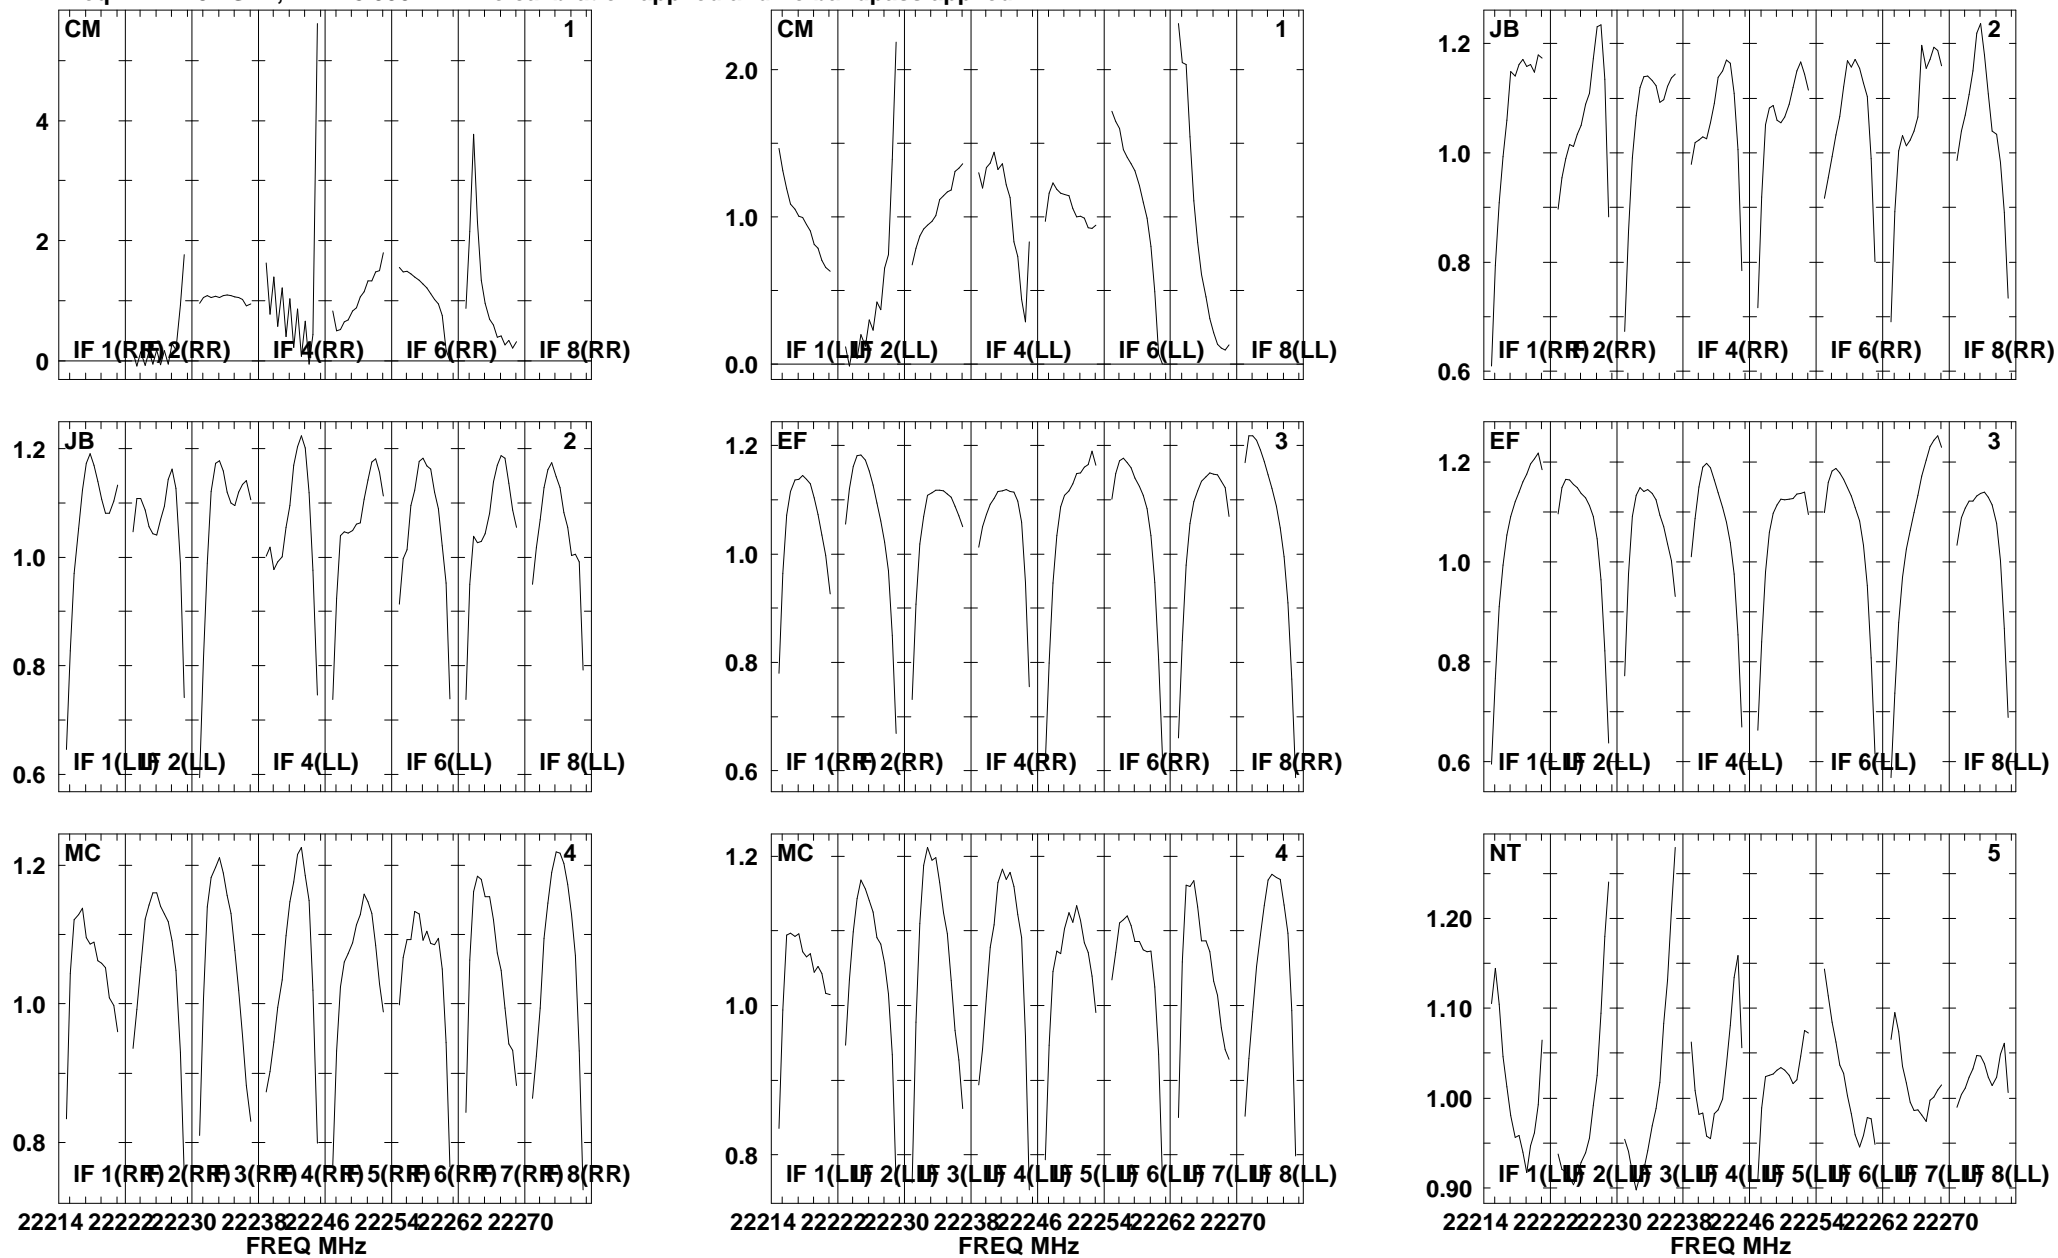 CM 1
4
2
0
IF 1(RR) IF 2(RR) IF 4(RR) IF 6(RR) IF 8(RR)
CM 1
2.0
1.0
0.0
IF 1(LL) IF 2(LL) IF 4(LL) IF 6(LL) IF 8(LL)
JB 2
1.2
1.0
0.8
0.6
IF 1(RR) IF 2(RR) IF 4(RR) IF 6(RR) IF 8(RR)
JB 2
1.2
1.0
0.8
0.6
IF 1(LL) IF 2(LL) IF 4(LL) IF 6(LL) IF 8(LL)
EF 3
1.2
1.0
0.8
0.6
IF 1(RR) IF 2(RR) IF 4(RR) IF 6(RR) IF 8(RR)
EF 3
1.2
1.0
0.8
0.6
IF 1(LL) IF 2(LL) IF 4(LL) IF 6(LL) IF 8(LL)
MC 4
1.2
1.0
0.8
IF 1(RR) IF 2(RR) IF 3(RR) IF 4(RR) IF 5(RR) IF 6(RR) IF 7(RR) IF 8(RR)
22214 22222 22230 22238 22246 22254 22262 22270
FREQ MHz
MC 4
1.2
1.0
0.8
IF 1(LL) IF 2(LL) IF 3(LL) IF 4(LL) IF 5(LL) IF 6(LL) IF 7(LL) IF 8(LL)
22214 22222 22230 22238 22246 22254 22262 22270
FREQ MHz
NT 5
1.20
1.10
1.00
0.90
IF 1(LL) IF 2(LL) IF 3(LL) IF 4(LL) IF 5(LL) IF 6(LL) IF 7(LL) IF 8(LL)
22214 22222 22230 22238 22246 22254 22262 22270
FREQ MHz